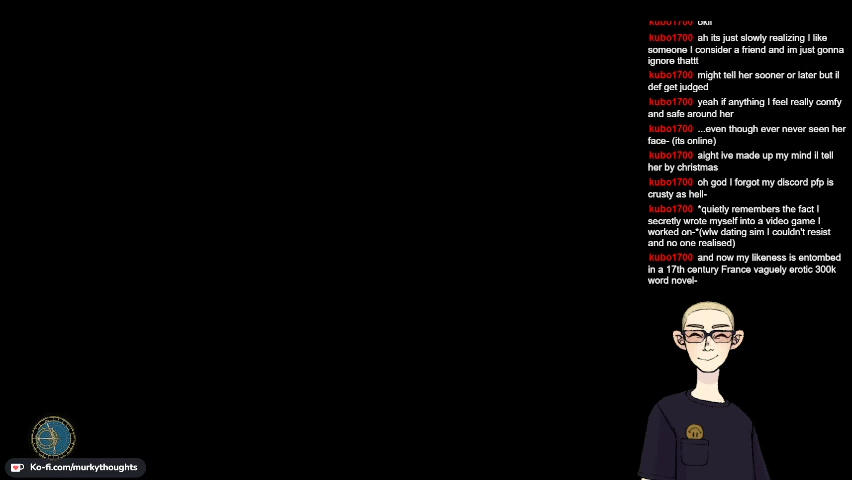 kubo1700 okii
kubo1700 ah its just slowly realizing I like
someone I consider a friend and im just gonna
ignore thattt
kubo1700 might tell her sooner or later but il
def get judged
kubo1700 yeah if anything I feel really comfy
and safe around her
kubo1700 ...even though ever never seen her
face- (its online)
kubo1700 aight ive made up my mind il tell
her by christmas
kubo1700 oh god I forgot my discord pfp is
crusty as hell-
kubo1700 *quietly remembers the fact I
secretly wrote myself into a video game I
worked on-*(wlw dating sim I couldn't resist
and no one realised)
kubo1700 and now my likeness is entombed
in a 17th century France vaguely erotic 300k
word novel-
Ko-fi.com/murkythoughts